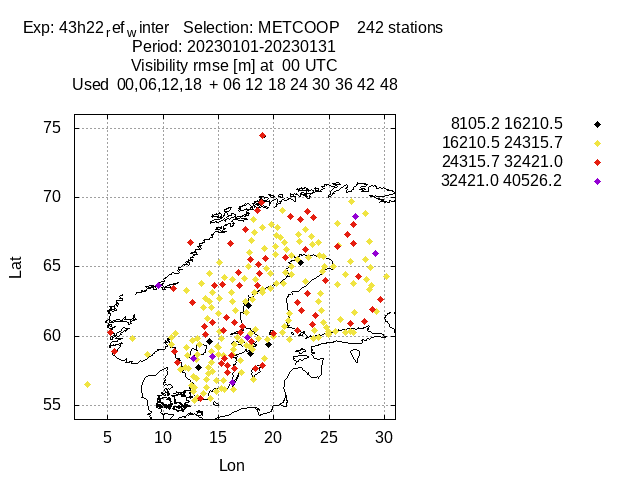 Exp: 43h22refwinter   Selection: METCOOP    242 stations
Period: 20230101-20230131
Visibility rmse [m] at  00 UTC
Used  00,06,12,18  + 06 12 18 24 30 36 42 48
8105.2 16210.5
16210.5 24315.7
24315.7 32421.0
32421.0 40526.2
75
70
65
60
55
Lat
5 10 15 20 25 30
Lon